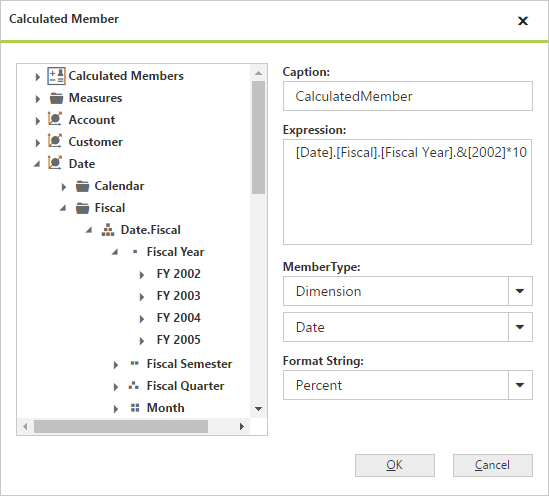 Calculated Member
Calculated Members
Measures
Account
Customer
Date
Calendar
Fiscal
Date.Fiscal
Fiscal Year
FY 2002
FY 2003
FY 2004
FY 2005
Fiscal Semester
Fiscal Quarter
Month
Caption:
CalculatedMember
Expression:
[Date].[Fiscal].[Fiscal Year].&[2002]*10
MemberType:
Dimension
Date
Format String:
Percent
OK
Cancel